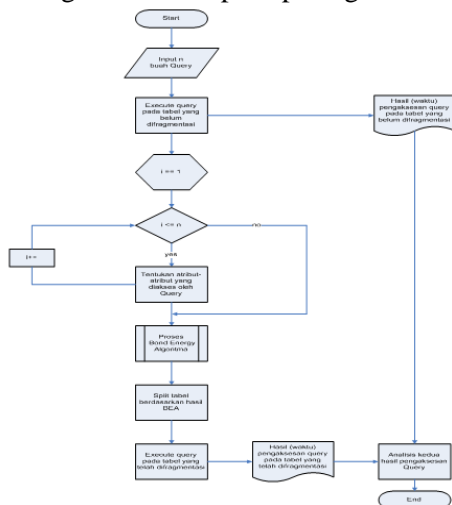 Start
Input n
buah Query
Execute query
pada tabel yang
belum difragmentasi
Hasil (waktu)
pengaksesan query
pada tabel yang
belum difragmentasi
i == 1
i <= n
no
yes
i++
Tentukan atribut-
atribut yang
diakses oleh
Query
Proses
Bond Energy
Algoritma
Split tabel
berdasarkan hasil
BEA
Execute query
pada tabel yang
telah difragmentasi
Hasil (waktu)
pengaksesan query
pada tabel yang
telah difragmentasi
Analisis kedua
hasil pengaksesan
Query
End